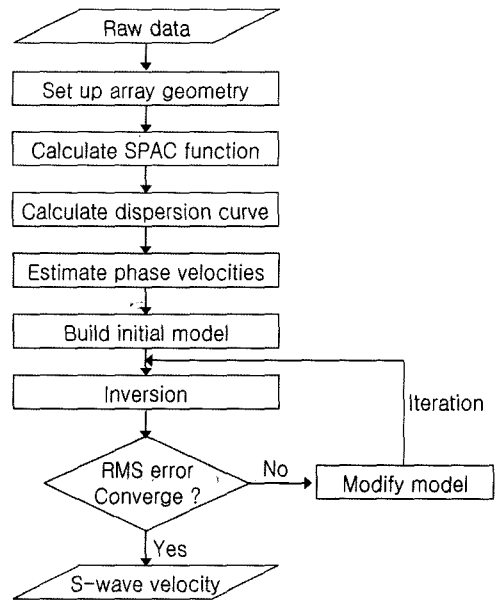 Raw data
Set up array geometry
Calculate SPAC function
Calculate dispersion curve
Estimate phase velocities
Build initial model
Inversion
Iteration
RMS error
Converge ?
No
Modify model
Yes
S-wave velocity